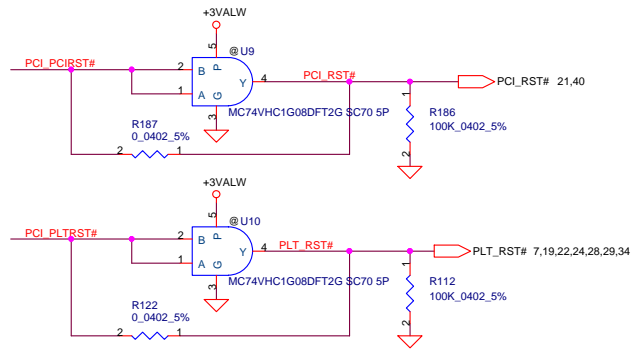 +3VALW
@U9
PCI_PCIRST#
5
2
B
P
Y
4
PCI_RST#
PCI_RST# 21,40
1
A
G
3
MC74VHC1G08DFT2G SC70 5P
1
R186
100K_0402_5%
2
R187
0_0402_5%
2
1
+3VALW
@U10
PCI_PLTRST#
5
2
B
P
Y
4
PLT_RST#
PLT_RST# 7,19,22,24,28,29,34
1
A
G
3
MC74VHC1G08DFT2G SC70 5P
1
R112
100K_0402_5%
2
R122
0_0402_5%
2
1